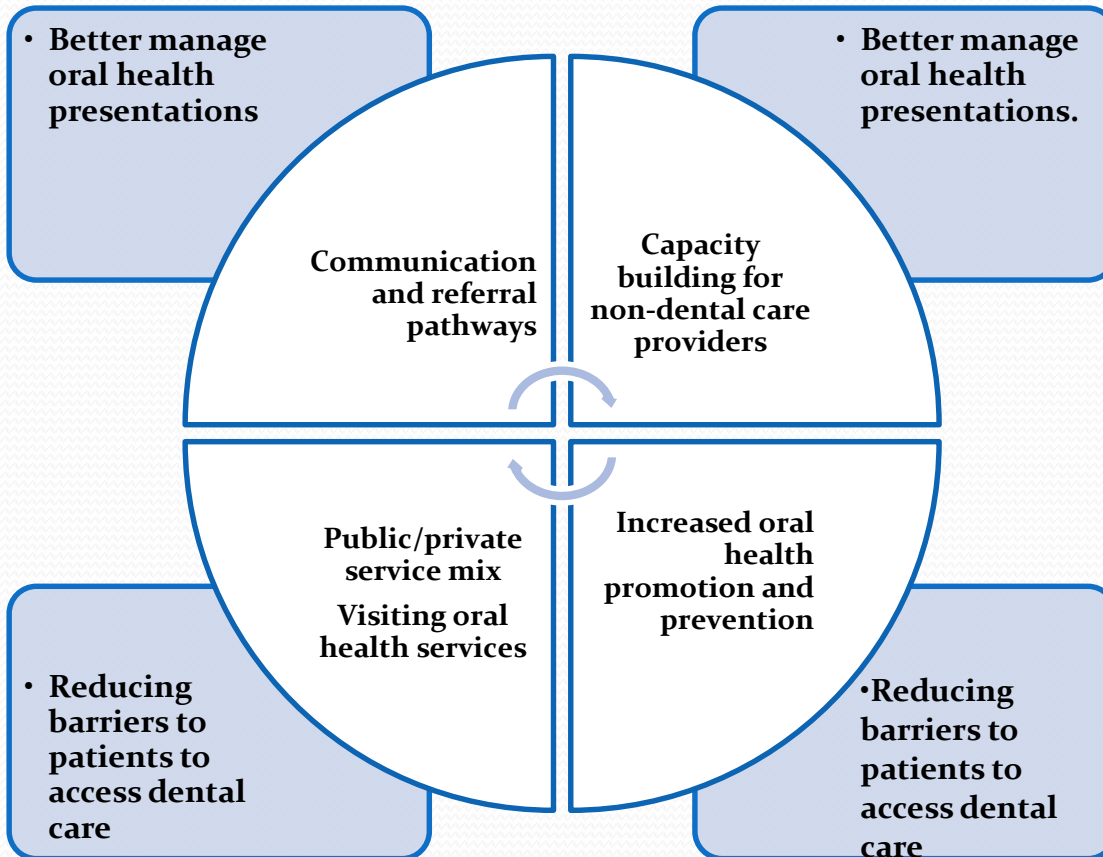 • Better manage
oral health
presentations
• Better manage
oral health
presentations.
Communication
and referral
pathways
Capacity
building for
non-dental care
providers
Public/private
service mix
Visiting oral
health services
Increased oral
health
promotion and
prevention
• Reducing
barriers to
patients to
access dental
care
•Reducing
barriers to
patients to
access dental
care